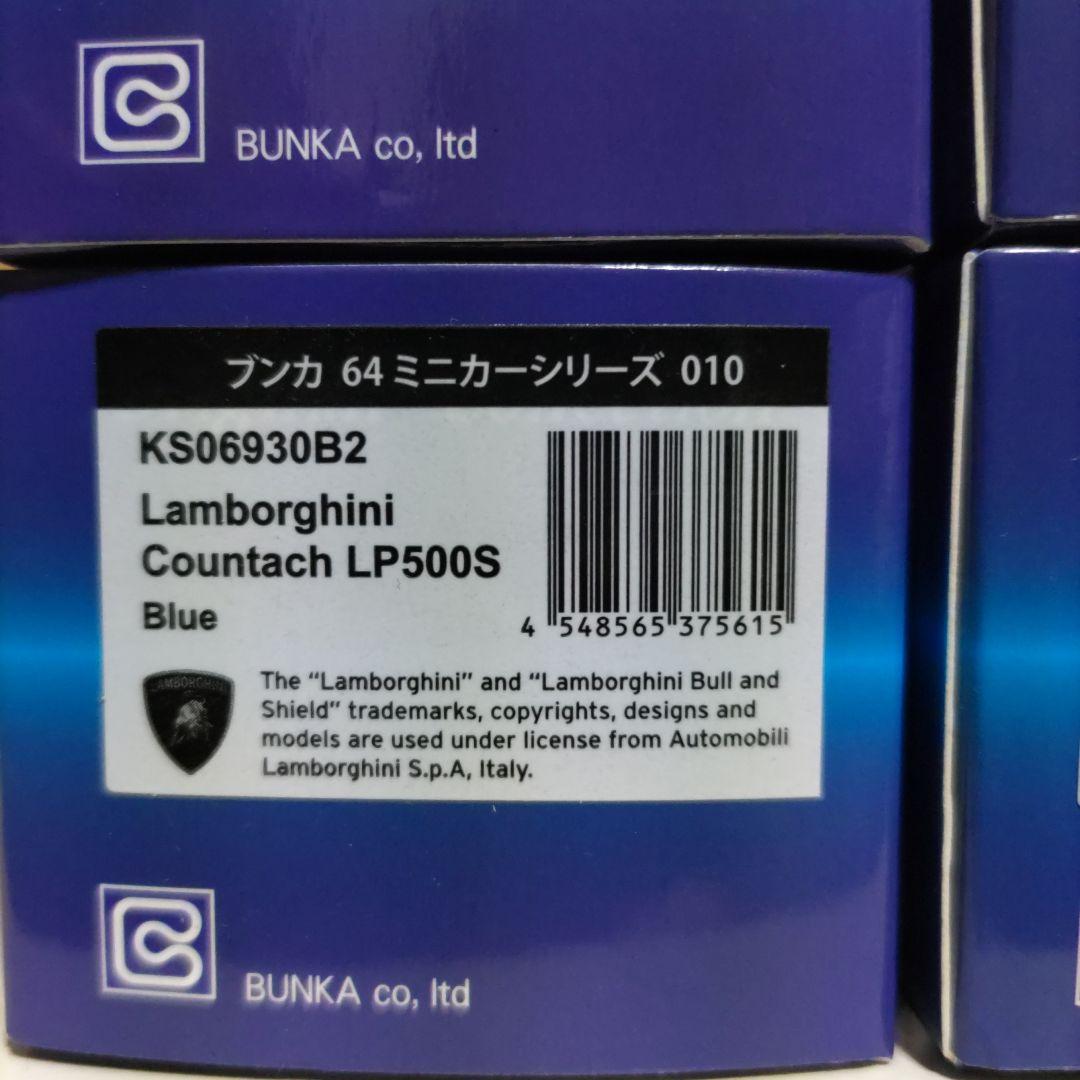 BUNKA co, ltd
ブンカ 64 ミニカーシリーズ 010
KS06930B2
Lamborghini
Countach LP500S
Blue
4 548565 375615
LAMBORGHINI
The “Lamborghini” and “Lamborghini Bull and
Shield” trademarks, copyrights, designs and
models are used under license from Automobili
Lamborghini S.p.A, Italy.
BUNKA co, ltd